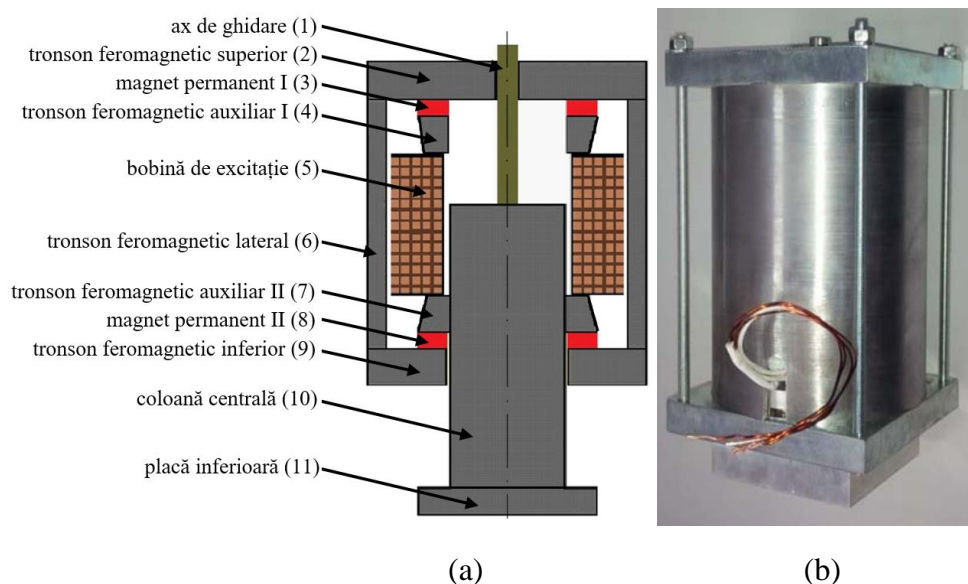 ax de ghidare (1)
tronson feromagnetic superior (2)
magnet permanent I (3)
tronson feromagnetic auxiliar I (4)
bobină de excitație (5)
tronson feromagnetic lateral (6)
tronson feromagnetic auxiliar II (7)
magnet permanent II (8)
tronson feromagnetic inferior (9)
coloană centrală (10)
placă inferioară (11)
(a)
(b)